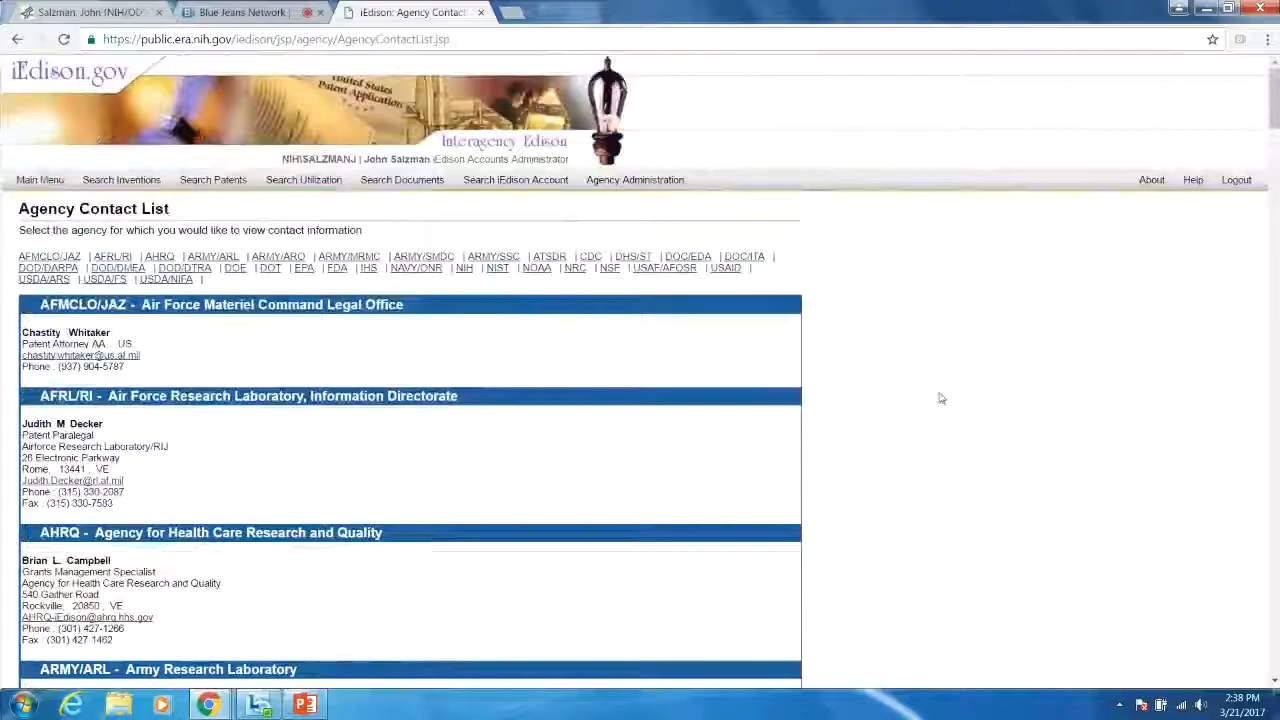 Salzman, John (NIH/OD
Blue Jeans Network
iEdison: Agency Contact
https://public.era.nih.gov/iedison/jsp/agency/AgencyContactList.jsp
iEdison.gov
United States
Patent Application
Interagency Edison
NIH\SALZMANJ | John Salzman iEdison Accounts Administrator
Main Menu Search Inventions Search Patents Search Utilization Search Documents Search iEdison Account Agency Administration About Help Logout
Agency Contact List
Select the agency for which you would like to view contact information
AFMCLO/JAZ | AFRL/RI | AHRQ | ARMY/ARL | ARMY/ARO | ARMY/MRMC | ARMY/SMDC | ARMY/SSC | ATSDR | CDC | DHS/ST | DOC/EDA | DOC/ITA |
DOD/DARPA | DOD/DMEA | DOD/DTRA | DOE | DOT | EPA | FDA | IHS | NAVY/ONR | NIH | NIST | NOAA | NRC | NSF | USAF/AFOSR | USAID |
USDA/ARS | USDA/FS | USDA/NIFA |
AFMCLO/JAZ - Air Force Materiel Command Legal Office
Chastity Whitaker
Patent Attorney AA , US
chastity.whitaker@us.af.mil
Phone : (937) 904-5787
AFRL/RI - Air Force Research Laboratory, Information Directorate
Judith M Decker
Patent Paralegal
Airforce Research Laboratory/RIJ
26 Electronic Parkway
Rome, 13441 , VE
Judith.Decker@rl.af.mil
Phone : (315) 330-2087
Fax : (315) 330-7583
AHRQ - Agency for Health Care Research and Quality
Brian L. Campbell
Grants Management Specialist
Agency for Health Care Research and Quality
540 Gaither Road
Rockville, 20850 , VE
AHRQ-iEdison@ahrq.hhs.gov
Phone : (301) 427-1266
Fax : (301) 427-1462
ARMY/ARL - Army Research Laboratory
2:38 PM
3/21/2017